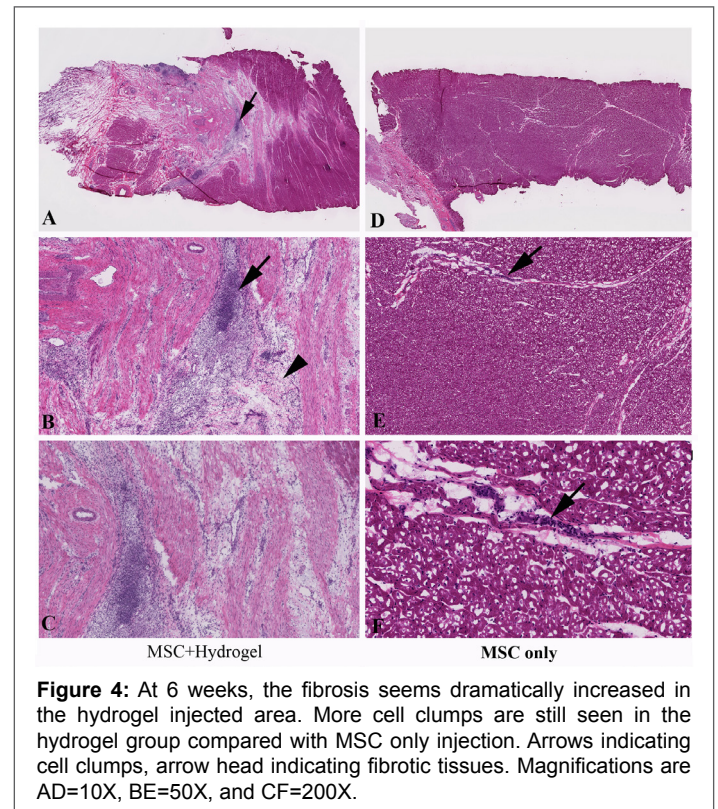 A
D
B
E
C
F
MSC+Hydrogel
MSC only
Figure 4: At 6 weeks, the fibrosis seems dramatically increased in
the hydrogel injected area. More cell clumps are still seen in the
hydrogel group compared with MSC only injection. Arrows indicating
cell clumps, arrow head indicating fibrotic tissues. Magnifications are
AD=10X, BE=50X, and CF=200X.